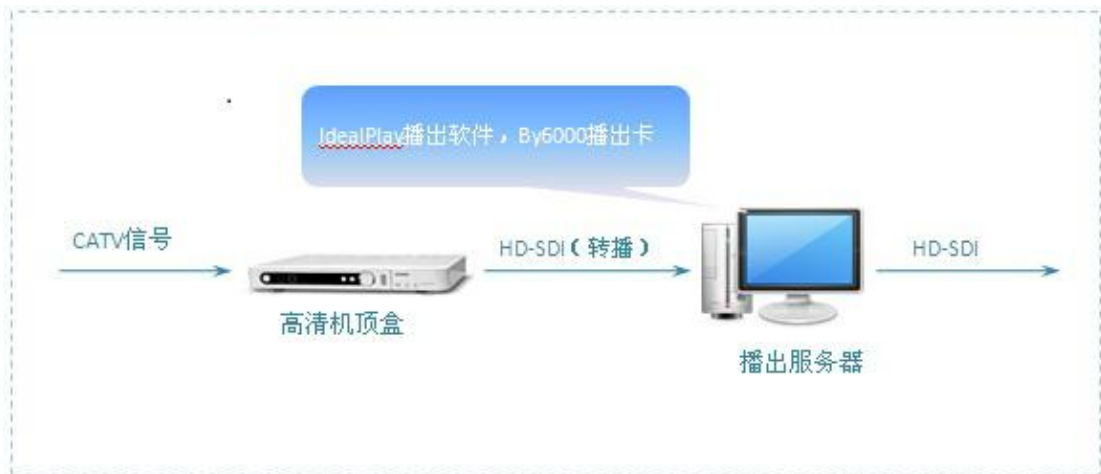 IdealPlay播出软件，By6000播出卡
CATV信号
HD-SDI（转播）
HD-SDI
高清机顶盒
播出服务器